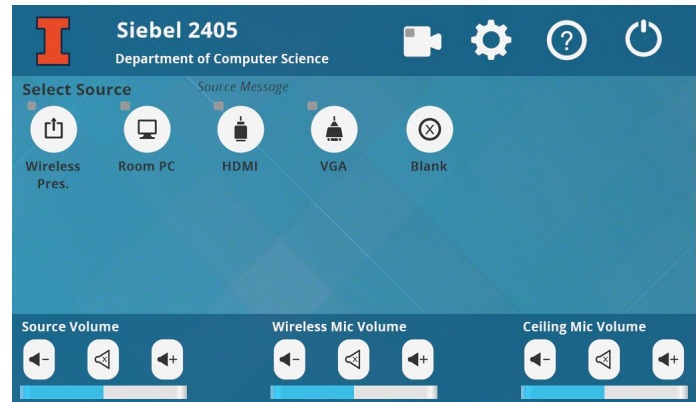 Siebel 2405
Department of Computer Science
Select Source
Source Message
Wireless Pres.
Room PC
HDMI
VGA
Blank
Source Volume
Wireless Mic Volume
Ceiling Mic Volume